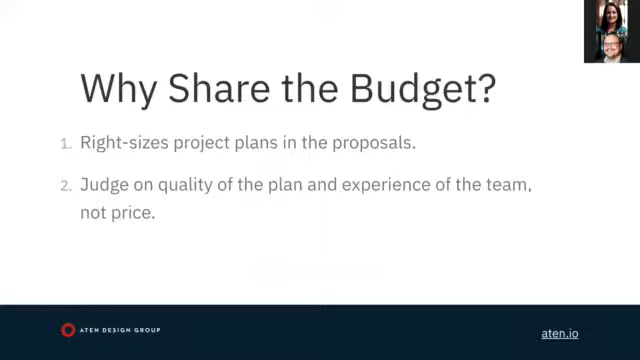 Why Share the Budget?
1. Right-sizes project plans in the proposals.
2. Judge on quality of the plan and experience of the team,
not price.
ATEN DESIGN GROUP
aten.io